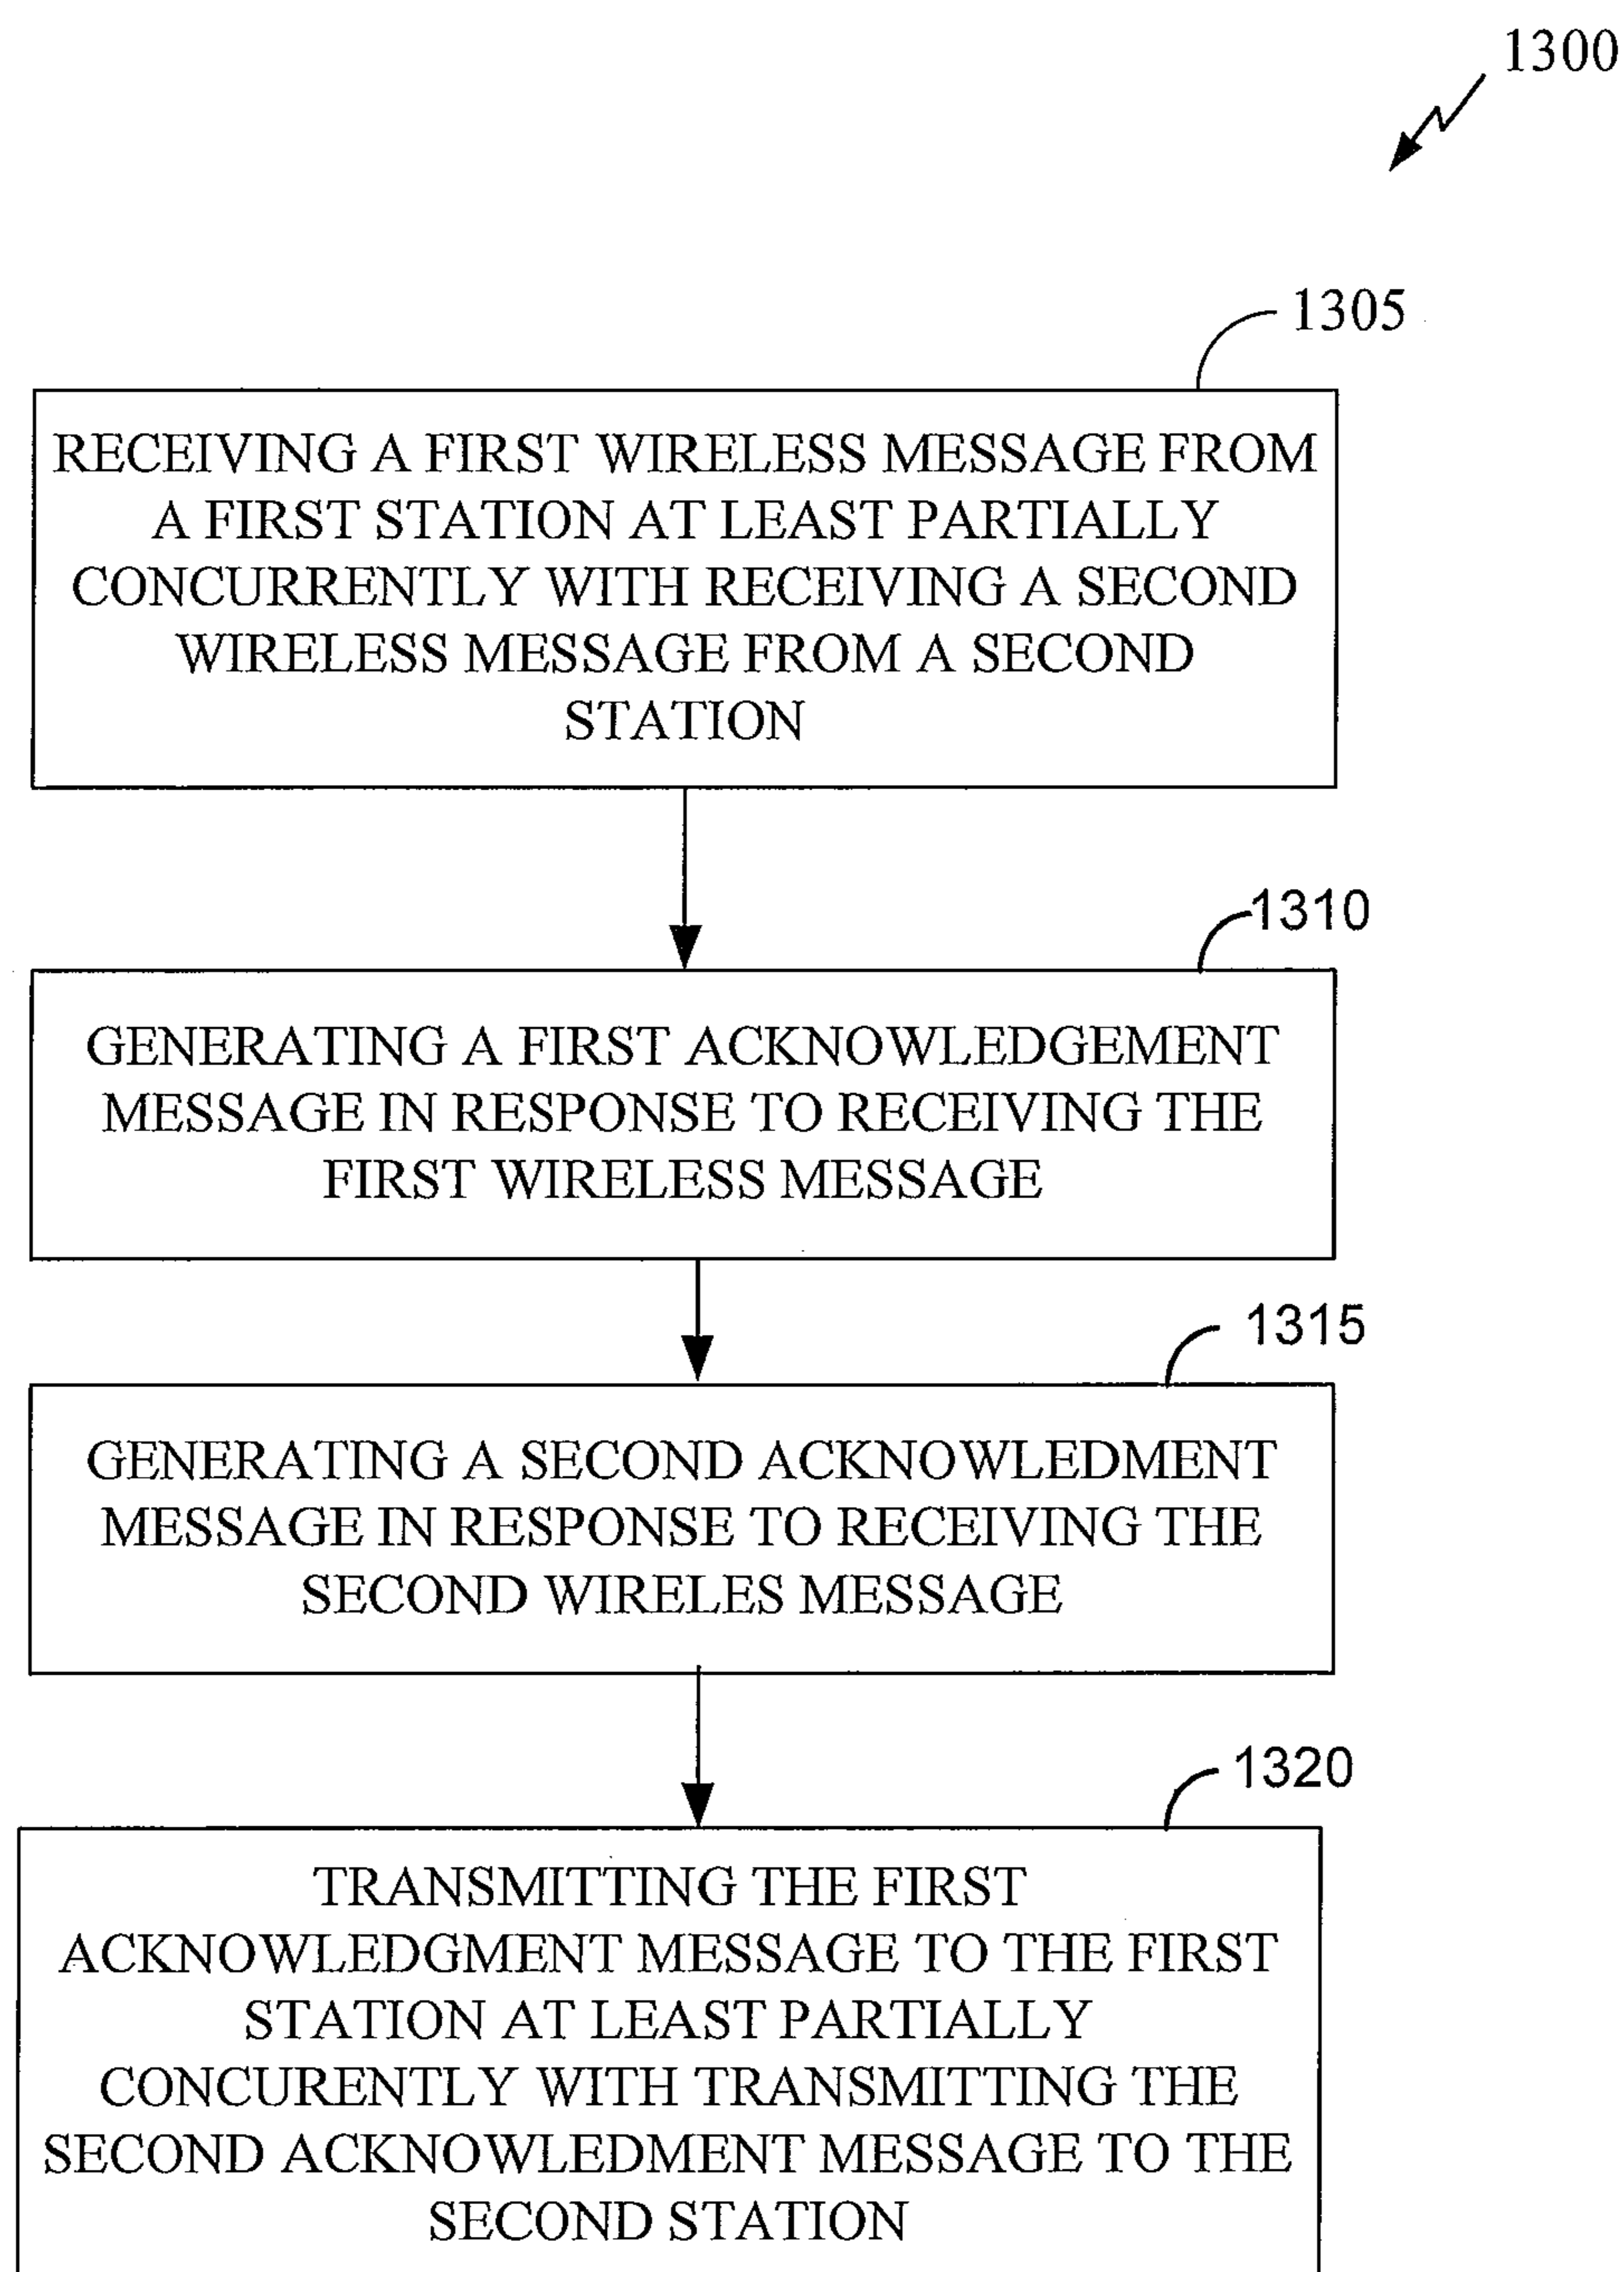 1300
1305
RECEIVING A FIRST WIRELESS MESSAGE FROM
A FIRST STATION AT LEAST PARTIALLY
CONCURRENTLY WITH RECEIVING A SECOND
WIRELESS MESSAGE FROM A SECOND
STATION
1310
GENERATING A FIRST ACKNOWLEDGEMENT
MESSAGE IN RESPONSE TO RECEIVING THE
FIRST WIRELESS MESSAGE
1315
GENERATING A SECOND ACKNOWLEDMENT
MESSAGE IN RESPONSE TO RECEIVING THE
SECOND WIRELES MESSAGE
1320
TRANSMITTING THE FIRST
ACKNOWLEDGMENT MESSAGE TO THE FIRST
STATION AT LEAST PARTIALLY
CONCURENTLY WITH TRANSMITTING THE
SECOND ACKNOWLEDMENT MESSAGE TO THE
SECOND STATION